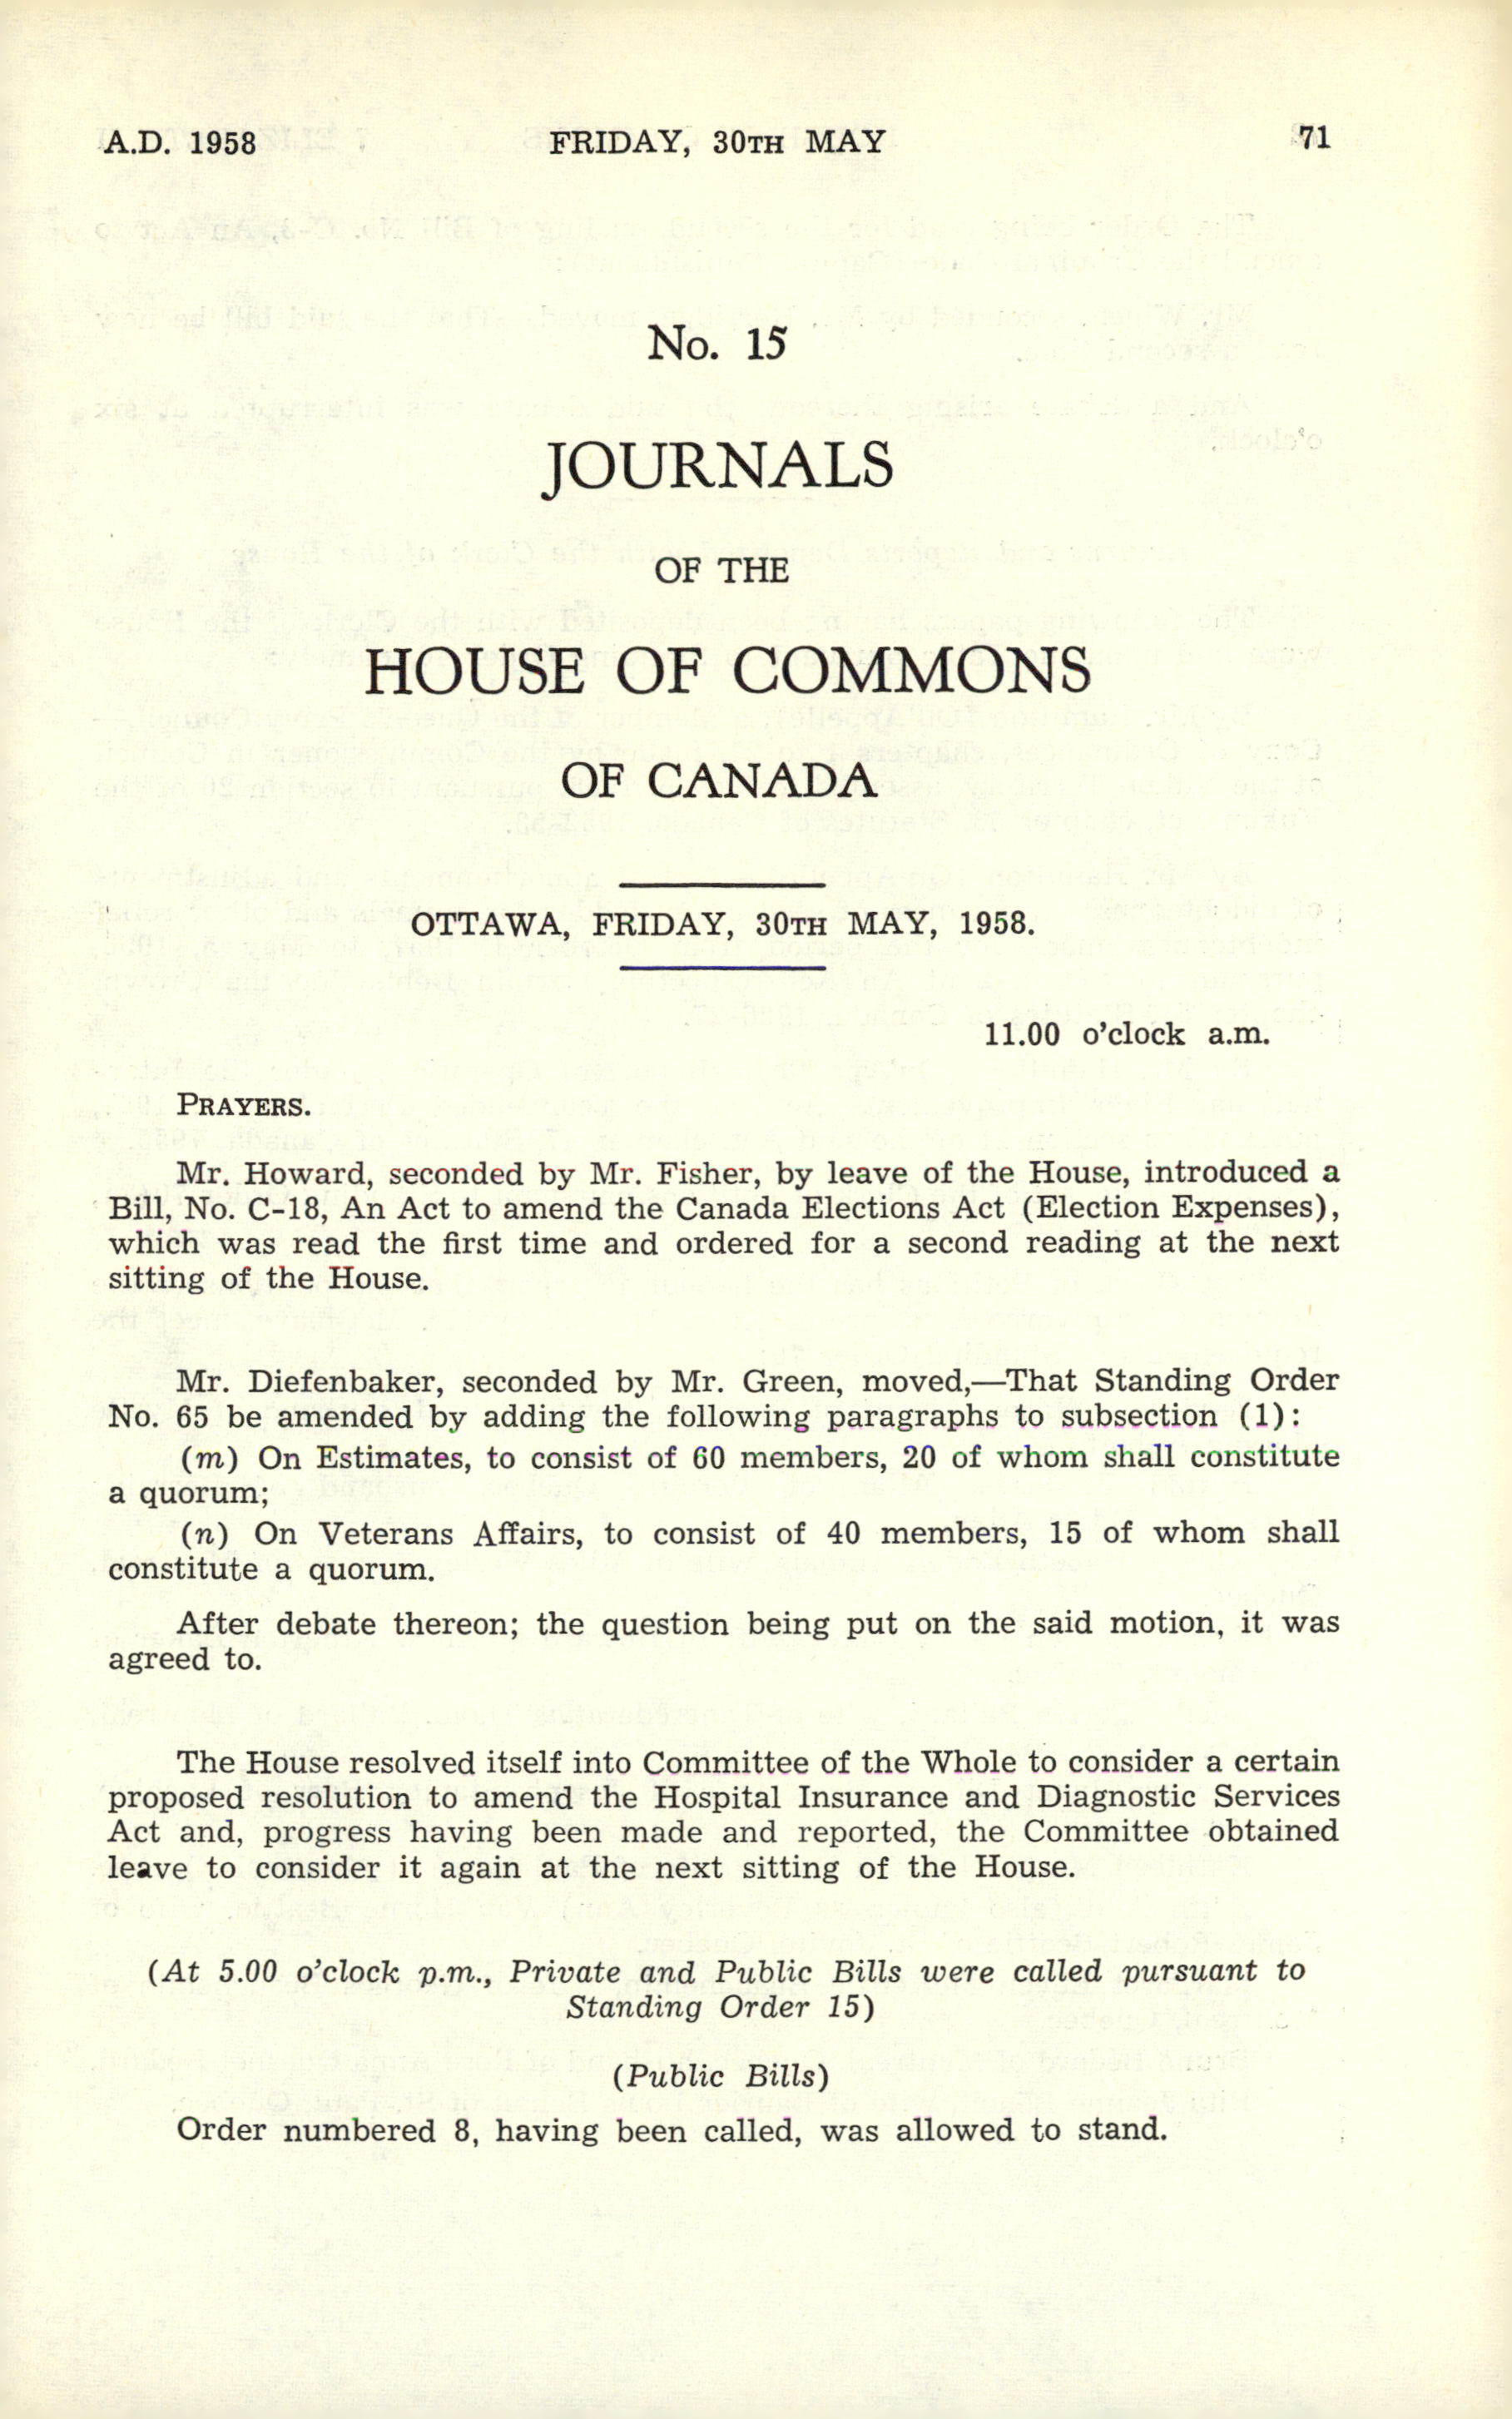 A.D. 1958 FRIDAY, 30TH MAY 71
No. 15
JOURNALS
OF THE
HOUSE OF COMMONS
OF CANADA
OTTAWA, FRIDAY, 30TH MAY, 1958.
11.00 o'clock a.m.
PRAYERS.
Mr. Howard, seconded by Mr. Fisher, by leave of the House, introduced a
Bill, No. C-18, An Act to amend the Canada Elections Act (Election Expenses),
which was read the first time and ordered for a second reading at the next
sitting of the House.
Mr. Diefenbaker, seconded by Mr. Green, moved,—That Standing Order
No. 65 be amended by adding the following paragraphs to subsection (1):
(m) On Estimates, to consist of 60 members, 20 of whom shall constitute
a quorum;
(n) On Veterans Affairs, to consist of 40 members, 15 of whom shall
constitute a quorum.
After debate thereon; the question being put on the said motion, it was
agreed to.
The House resolved itself into Committee of the Whole to consider a certain
proposed resolution to amend the Hospital Insurance and Diagnostic Services
Act and, progress having been made and reported, the Committee obtained
leave to consider it again at the next sitting of the House.
(At 5.00 o'clock p.m., Private and Public Bills were called pursuant to
Standing Order 15)
(Public Bills)
Order numbered 8, having been called, was allowed to stand.